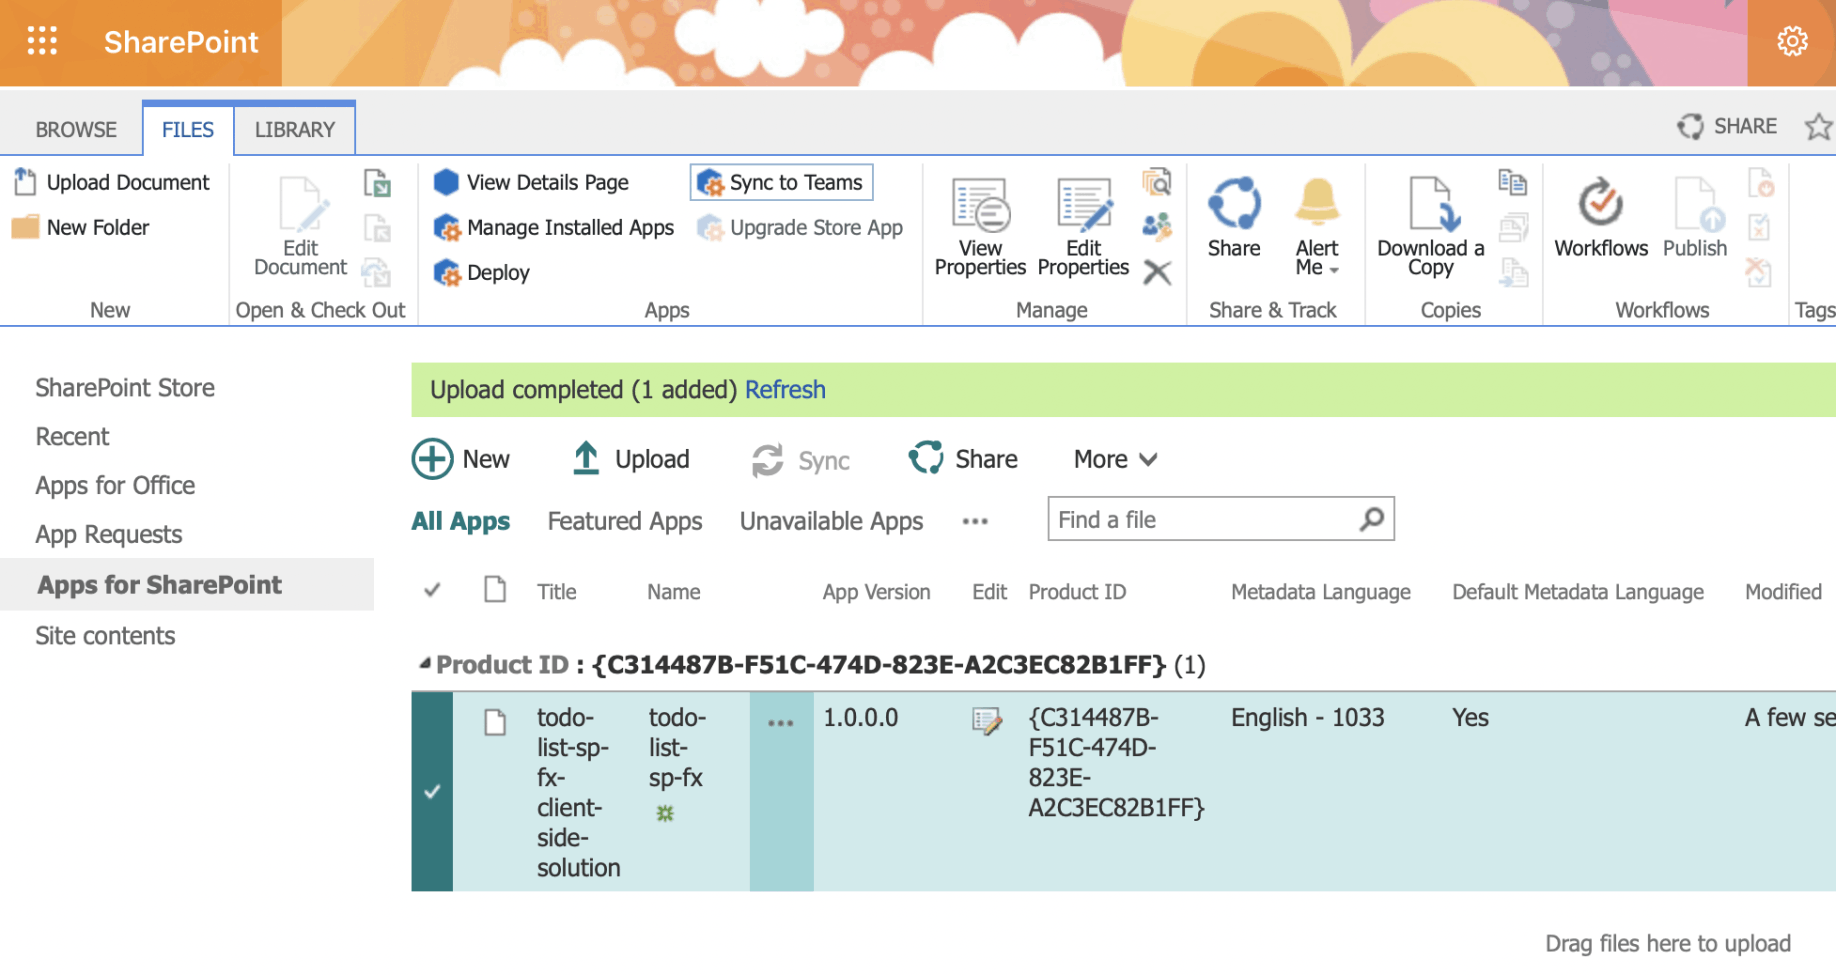 SharePoint
BROWSE FILES LIBRARY SHARE
Upload Document
New Folder
New
Edit
Document
Open & Check Out
View Details Page Sync to Teams
Manage Installed Apps Upgrade Store App
Deploy
Apps
View
Properties
Edit
Properties
Manage
Share
Alert
Me
Share & Track
Download a
Copy
Copies
Workflows Publish
Workflows
Tags
SharePoint Store
Recent
Apps for Office
App Requests
Apps for SharePoint
Site contents
Upload completed (1 added) Refresh
New Upload Sync Share More
All Apps Featured Apps Unavailable Apps ••• Find a file
Title Name App Version Edit Product ID Metadata Language Default Metadata Language Modified
Product ID : {C314487B-F51C-474D-823E-A2C3EC82B1FF} (1)
todo-
list-sp-
fx-
client-
side-
solution
todo-
list-
sp-fx
•••
1.0.0.0
{C314487B-
F51C-474D-
823E-
A2C3EC82B1FF}
English - 1033
Yes
A few se
Drag files here to upload